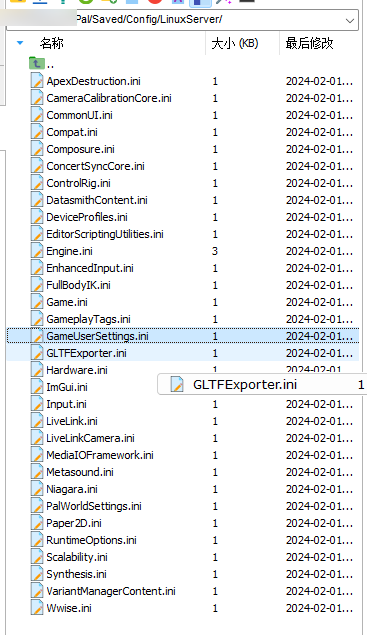 Pal/Saved/Config/LinuxServer/
名称 大小 (KB) 最后修改
..
ApexDestruction.ini 1 2024-02-01...
CameraCalibrationCore.ini 1 2024-02-01...
CommonUI.ini 1 2024-02-01...
Compat.ini 1 2024-02-01...
Composure.ini 1 2024-02-01...
ConcertSyncCore.ini 1 2024-02-01...
ControlRig.ini 1 2024-02-01...
DatasmithContent.ini 1 2024-02-01...
DeviceProfiles.ini 1 2024-02-01...
EditorScriptingUtilities.ini 1 2024-02-01...
Engine.ini 3 2024-02-01...
EnhancedInput.ini 1 2024-02-01...
FullBodyIK.ini 1 2024-02-01...
Game.ini 1 2024-02-01...
GameplayTags.ini 1 2024-02-01...
GameUserSettings.ini 1 2024-02-01...
GLTFExporter.ini 1 2024-02-01...
Hardware.ini 1 2024-02-01...
GLTFExporter.ini 1
ImGui.ini
Input.ini 1 2024-02-01...
LiveLink.ini 1 2024-02-01...
LiveLinkCamera.ini 1 2024-02-01...
MediaIOFramework.ini 1 2024-02-01...
Metasound.ini 1 2024-02-01...
Niagara.ini 1 2024-02-01...
PalWorldSettings.ini 1 2024-02-01...
Paper2D.ini 1 2024-02-01...
RuntimeOptions.ini 1 2024-02-01...
Scalability.ini 1 2024-02-01...
Synthesis.ini 1 2024-02-01...
VariantManagerContent.ini 1 2024-02-01...
Wwise.ini 1 2024-02-01...